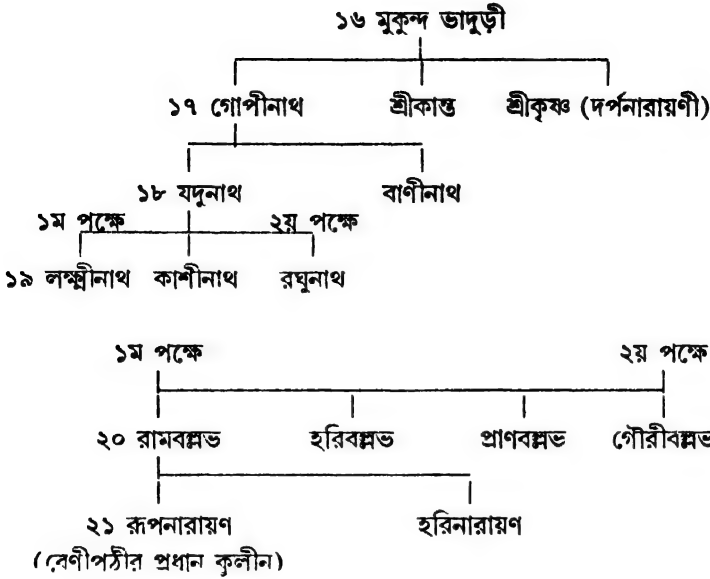 ১৬ মুকুন্দ ভাদুড়ী
১৭ গোপীনাথ শ্রীকান্ত শ্রীকৃষ্ণ (দর্পনারায়ণী)
১৮ যদুনাথ বাণীনাথ
১ম পক্ষে ২য় পক্ষে
১৯ লক্ষ্মীনাথ কাশীনাথ রঘুনাথ
১ম পক্ষে ২য় পক্ষে
২০ রামবল্লভ হরিবল্লভ প্রাণবল্লভ গৌরীবল্লভ
২১ রূপনারায়ণ হরিনারায়ণ
(বেণীপঠীর প্রধান কুলীন)